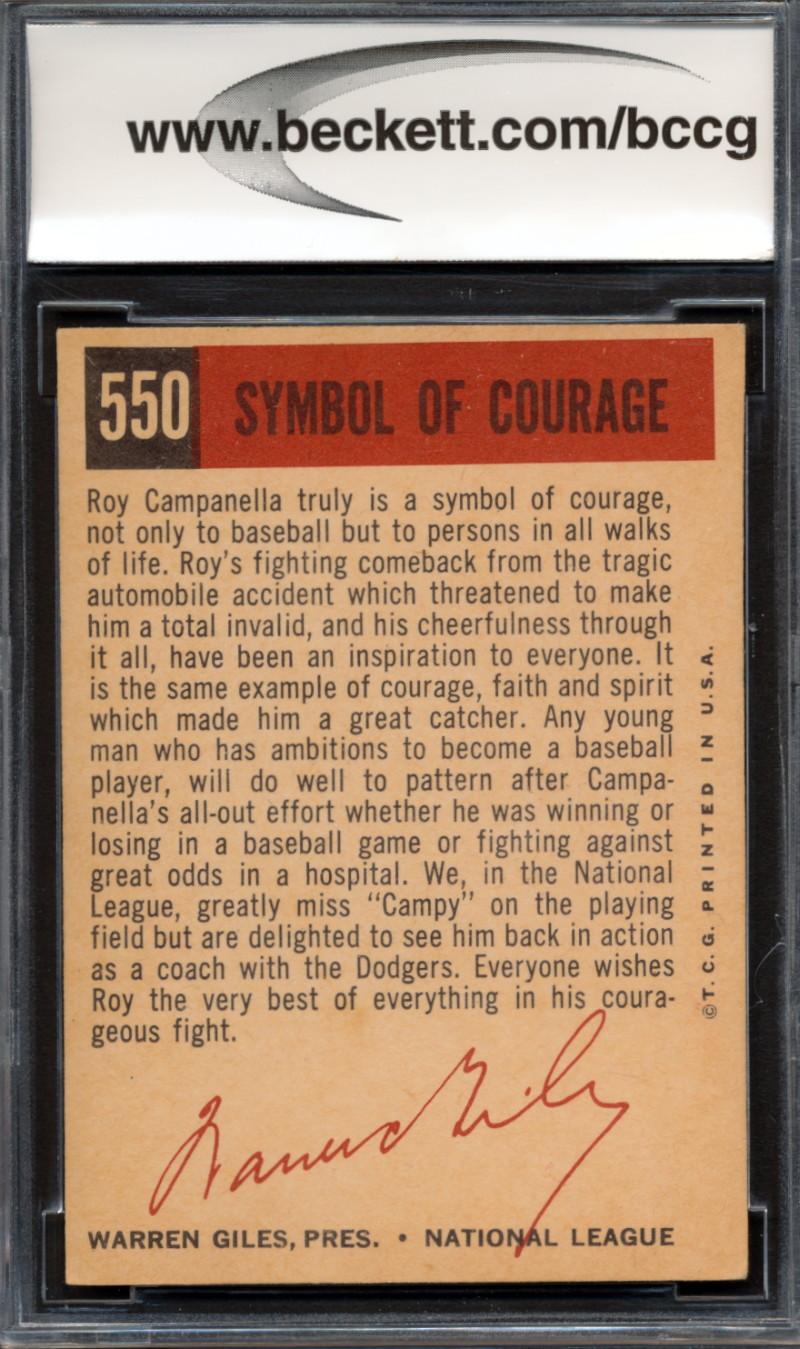 www.beckett.com/bccg
550 SYMBOL OF COURAGE
Roy Campanella truly is a symbol of courage,
not only to baseball but to persons in all walks
of life. Roy's fighting comeback from the tragic
automobile accident which threatened to make
him a total invalid, and his cheerfulness through
it all, have been an inspiration to everyone. It
is the same example of courage, faith and spirit
which made him a great catcher. Any young
man who has ambitions to become a baseball
player, will do well to pattern after Campa-
nella's all-out effort whether he was winning or
losing in a baseball game or fighting against
great odds in a hospital. We, in the National
League, greatly miss "Campy" on the playing
field but are delighted to see him back in action
as a coach with the Dodgers. Everyone wishes
Roy the very best of everything in his coura-
geous fight.
Warren Giles
WARREN GILES, PRES. • NATIONAL LEAGUE
©T. C. G. PRINTED IN U.S.A.